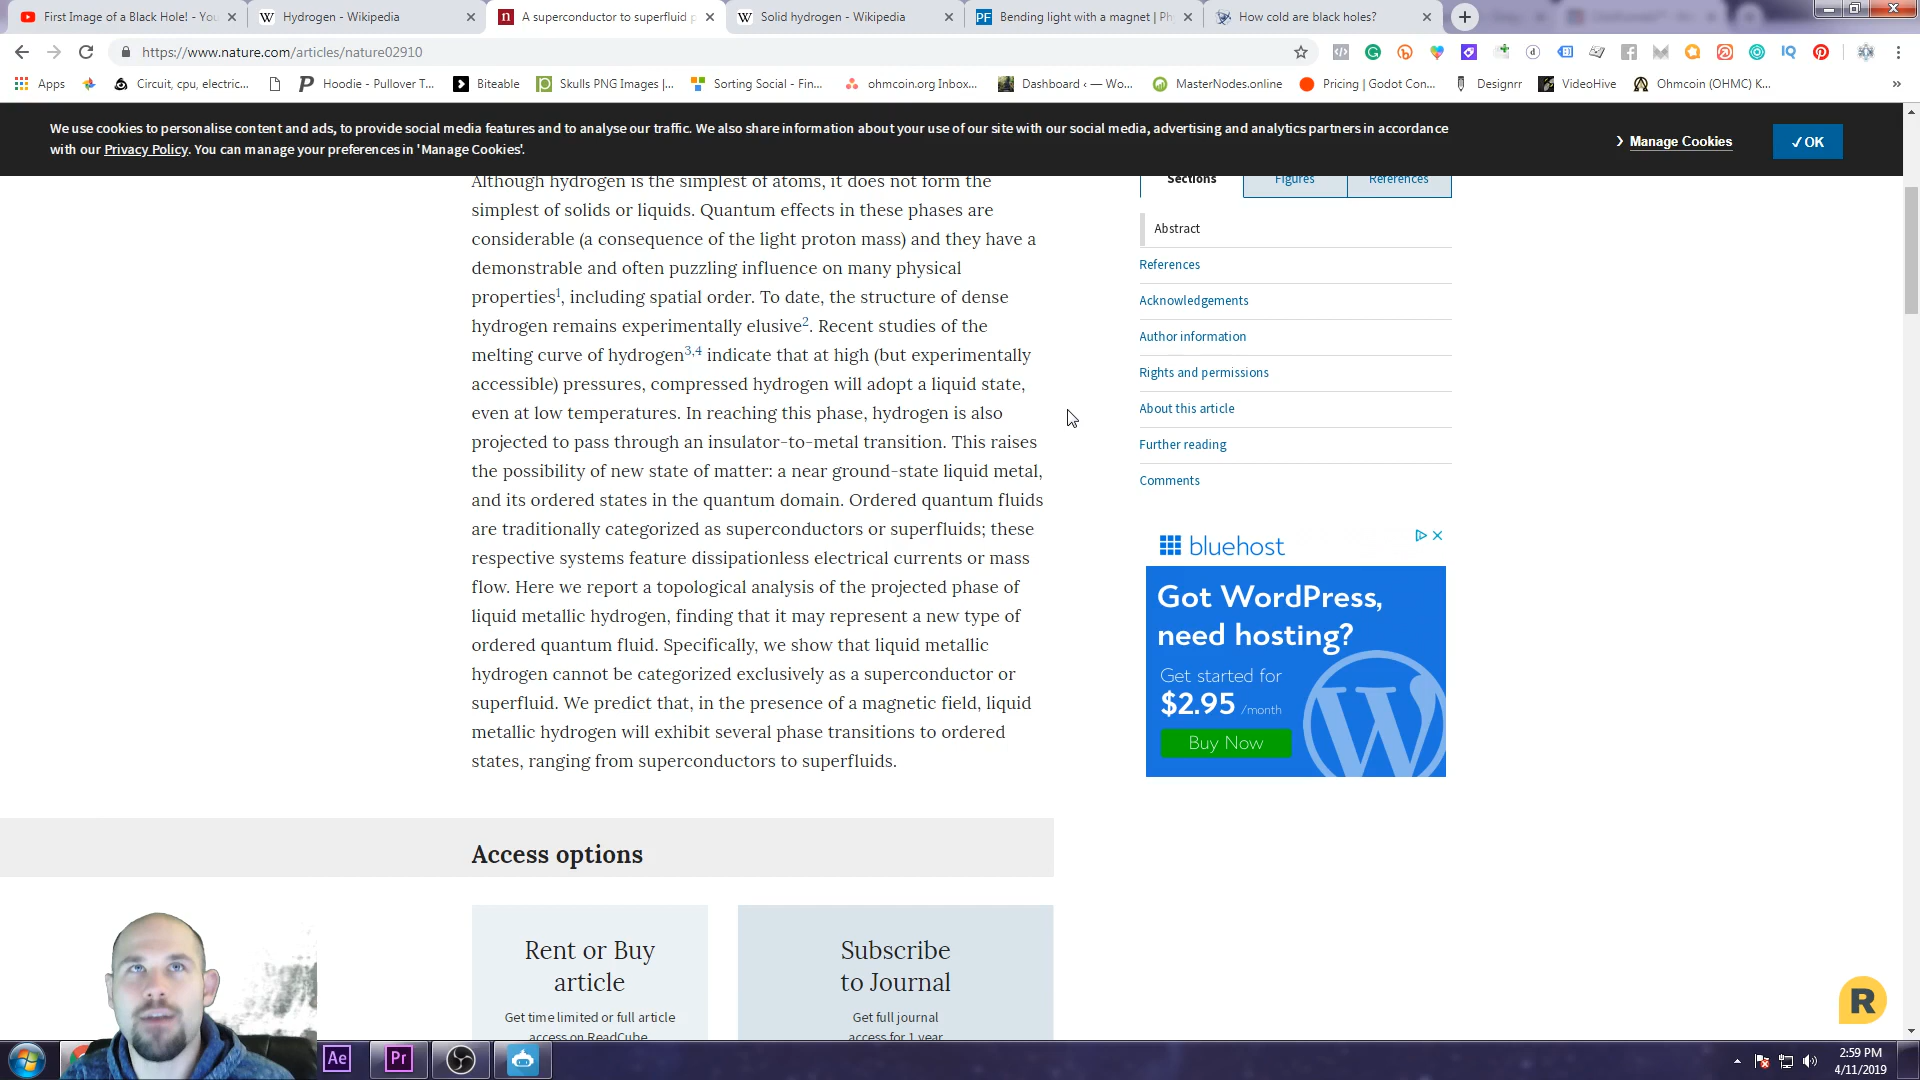 First Image of a Black Hole! - You
Hydrogen - Wikipedia
A superconductor to superfluid p
Solid hydrogen - Wikipedia
Bending light with a magnet | Ph
How cold are black holes?
https://www.nature.com/articles/nature02910
Apps
Circuit, cpu, electric...
Hoodie - Pullover T...
Biteable
Skulls PNG Images |...
Sorting Social - Fin...
ohmcoin.org Inbox...
Dashboard ‹ — Wo...
MasterNodes.online
Pricing | Godot Con...
Designrr
VideoHive
Ohmcoin (OHMC) K...
»
We use cookies to personalise content and ads, to provide social media features and to analyse our traffic. We also share information about your use of our site with our social media, advertising and analytics partners in accordance
with our Privacy Policy. You can manage your preferences in 'Manage Cookies'.
Manage Cookies
✓ OK
Although hydrogen is the simplest of atoms, it does not form the
simplest of solids or liquids. Quantum effects in these phases are
considerable (a consequence of the light proton mass) and they have a
demonstrable and often puzzling influence on many physical
properties1, including spatial order. To date, the structure of dense
hydrogen remains experimentally elusive2. Recent studies of the
melting curve of hydrogen3,4 indicate that at high (but experimentally
accessible) pressures, compressed hydrogen will adopt a liquid state,
even at low temperatures. In reaching this phase, hydrogen is also
projected to pass through an insulator-to-metal transition. This raises
the possibility of new state of matter: a near ground-state liquid metal,
and its ordered states in the quantum domain. Ordered quantum fluids
are traditionally categorized as superconductors or superfluids; these
respective systems feature dissipationless electrical currents or mass
flow. Here we report a topological analysis of the projected phase of
liquid metallic hydrogen, finding that it may represent a new type of
ordered quantum fluid. Specifically, we show that liquid metallic
hydrogen cannot be categorized exclusively as a superconductor or
superfluid. We predict that, in the presence of a magnetic field, liquid
metallic hydrogen will exhibit several phase transitions to ordered
states, ranging from superconductors to superfluids.
Sections
Figures
References
Abstract
References
Acknowledgements
Author information
Rights and permissions
About this article
Further reading
Comments
bluehost
Got WordPress,
need hosting?
Get started for
$2.95 /month
Buy Now
Access options
Rent or Buy
article
Get time limited or full article
access on ReadCube.
Subscribe
to Journal
Get full journal
access for 1 year
R
Ae
Pr
2:59 PM
4/11/2019